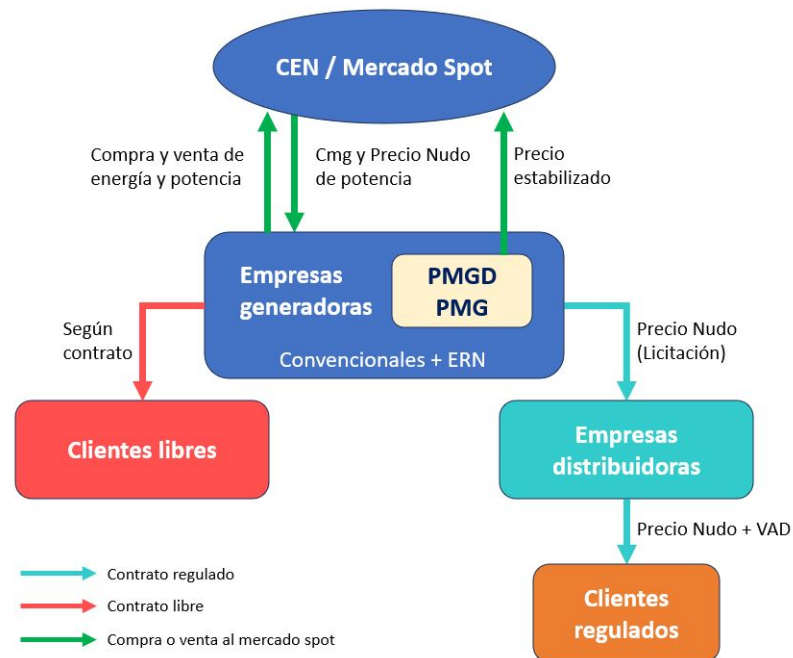 CEN / Mercado Spot
Compra y venta de
energía y potencia
Cmg y Precio Nudo
de potencia
Precio
estabilizado
Empresas
generadoras
PMGD
PMG
Convencionales + ERN
Según
contrato
Precio Nudo
(Licitación)
Clientes libres
Empresas
distribuidoras
Precio Nudo + VAD
Clientes
regulados
Contrato regulado
Contrato libre
Compra o venta al mercado spot